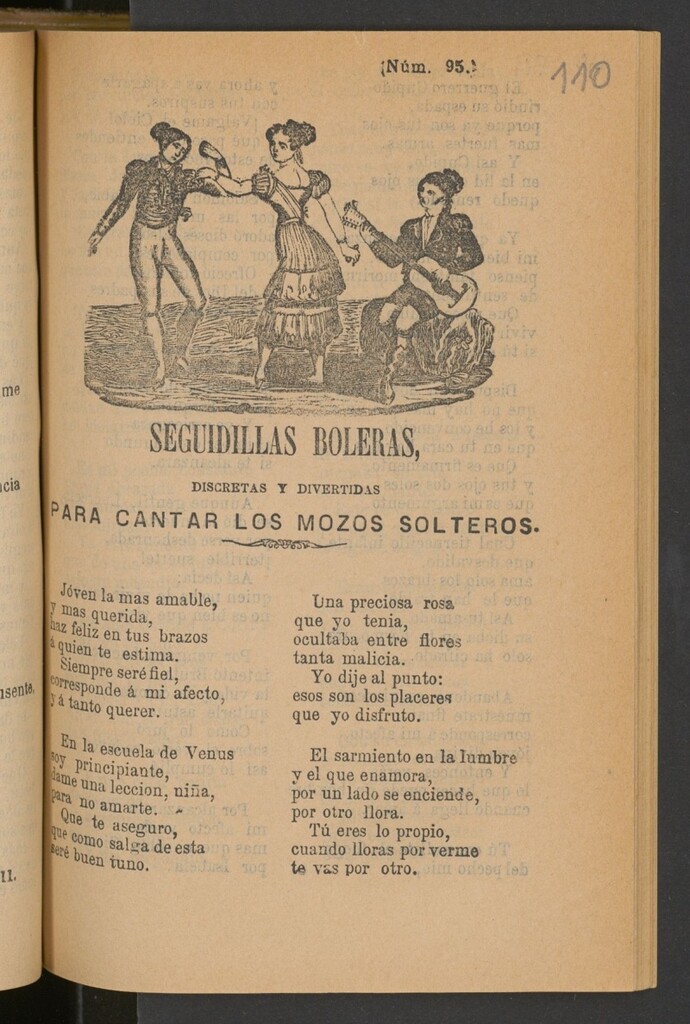 (Núm. 95.)
110
SEGUIDILLAS BOLERAS,
DISCRETAS Y DIVERTIDAS
PARA CANTAR LOS MOZOS SOLTEROS.
Jóven la mas amable,
y mas querida,
haz feliz en tus brazos
á quien te estima.
Siempre seré fiel,
corresponde á mi afecto,
y á tanto querer.
En la escuela de Venus
soy principiante,
dame una leccion, niña,
para no amarte.
Que te aseguro,
que como salga de esta
seré buen tuno.
Una preciosa rosa
que yo tenia,
ocultaba entre flores
tanta malicia.
Yo dije al punto:
esos son los placeres
que yo disfruto.
El sarmiento en la lumbre
y el que enamora,
por un lado se enciende,
por otro llora.
Tú eres lo propio,
cuando lloras por verme
te vas por otro.
me
cia
nsente,
11.